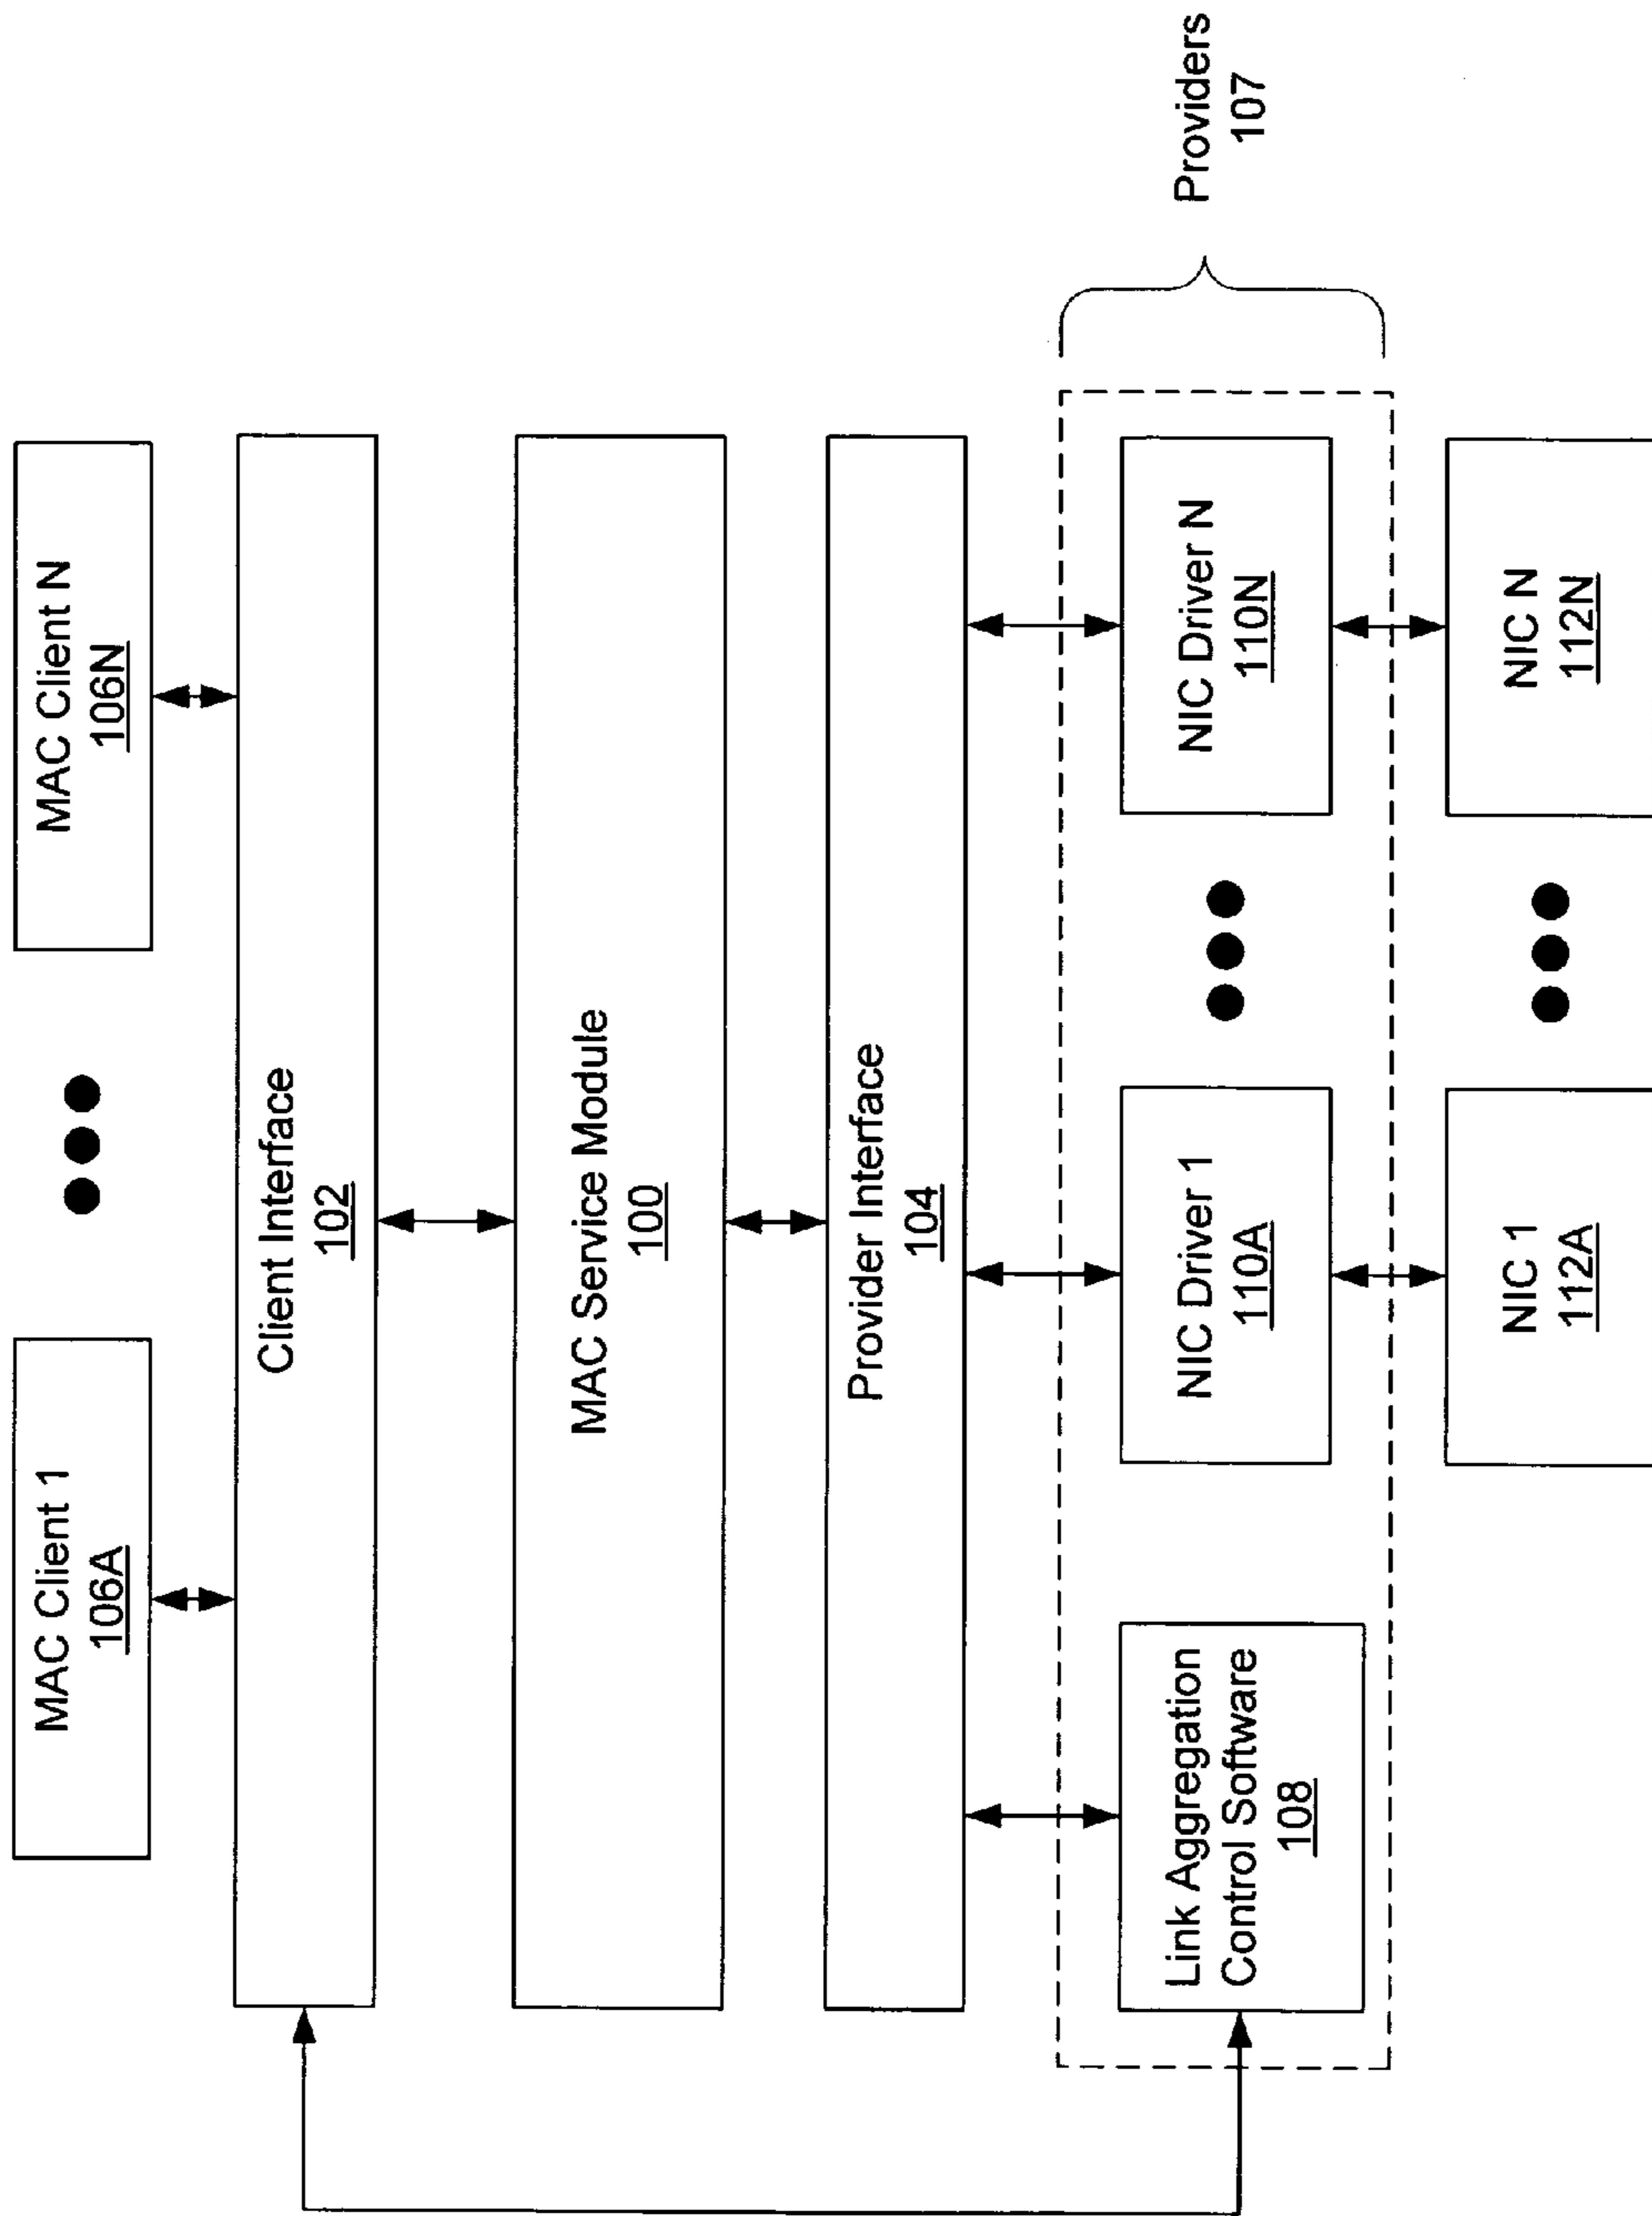 MAC Client 1
106A
MAC Client N
106N
Client Interface
102
MAC Service Module
100
Provider Interface
104
Link Aggregation
Control Software
108
NIC Driver 1
110A
NIC Driver N
110N
Providers
107
NIC 1
112A
NIC N
112N